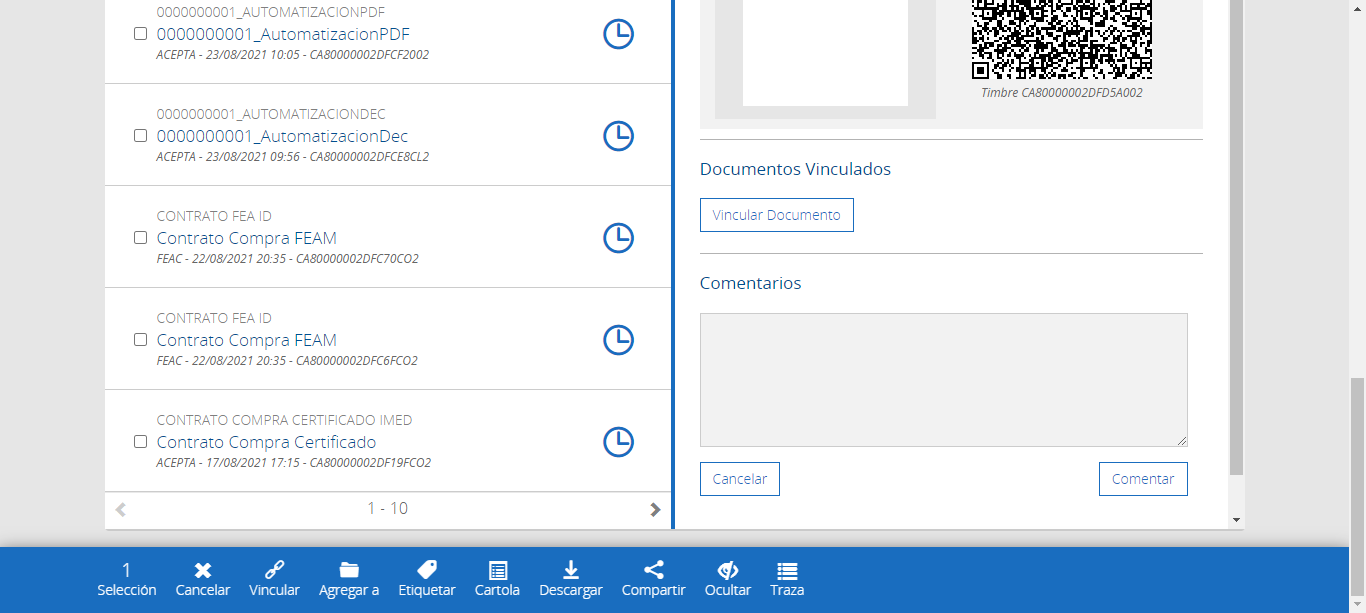 0000000001_AUTOMATIZACIONPDF
0000000001_AutomatizacionPDF
ACEPTA - 23/08/2021 10:05 - CA80000002DFCF2002
0000000001_AUTOMATIZACIONDEC
0000000001_AutomatizacionDec
ACEPTA - 23/08/2021 09:56 - CA80000002DFCE8CL2
CONTRATO FEA ID
Contrato Compra FEAM
FEAC - 22/08/2021 20:35 - CA80000002DFC70CO2
CONTRATO FEA ID
Contrato Compra FEAM
FEAC - 22/08/2021 20:35 - CA80000002DFC6FCO2
CONTRATO COMPRA CERTIFICADO IMED
Contrato Compra Certificado
ACEPTA - 17/08/2021 17:15 - CA80000002DF19FCO2
1 - 10
Timbre CA80000002DFD5A002
Documentos Vinculados
Vincular Documento
Comentarios
Cancelar Comentar
1
Selección Cancelar Vincular Agregar a Etiquetar Cartola Descargar Compartir Ocultar Traza